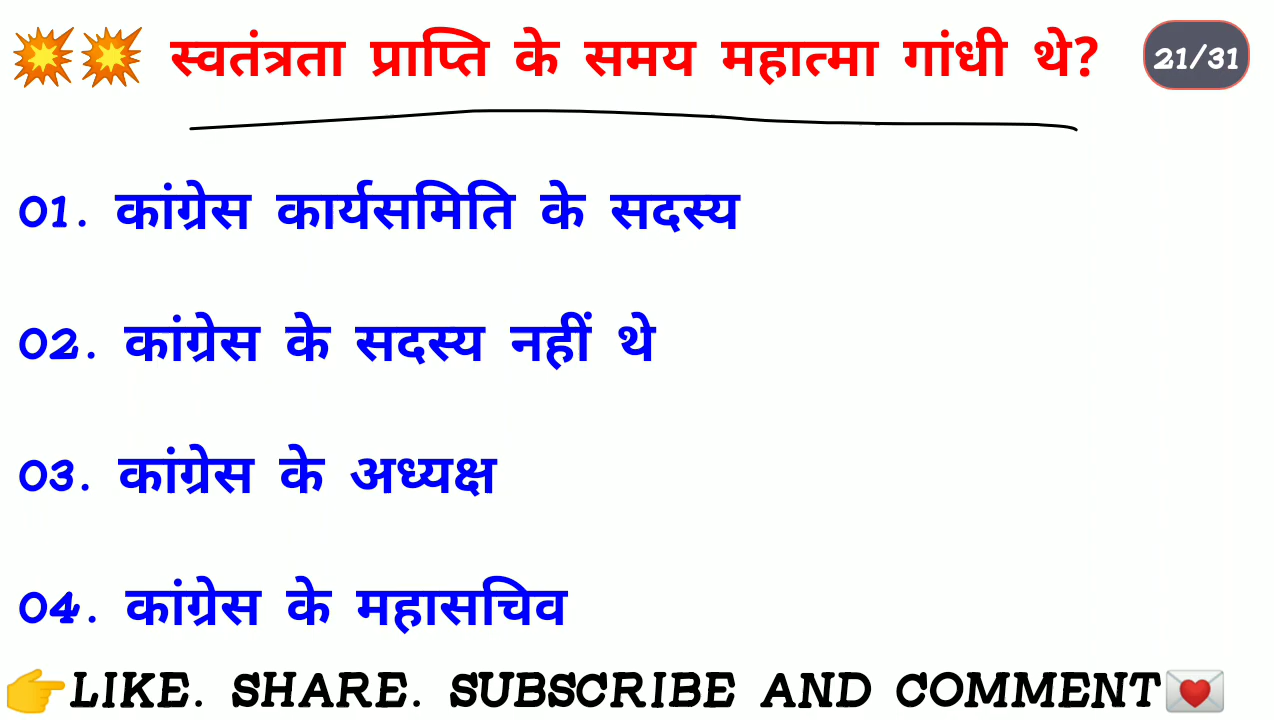 💥💥 स्वतंत्रता प्राप्ति के समय महात्मा गांधी थे?
21/31
01. कांग्रेस कार्यसमिति के सदस्य
02. कांग्रेस के सदस्य नहीं थे
03. कांग्रेस के अध्यक्ष
04. कांग्रेस के महासचिव
👉LIKE. SHARE. SUBSCRIBE AND COMMENT💌